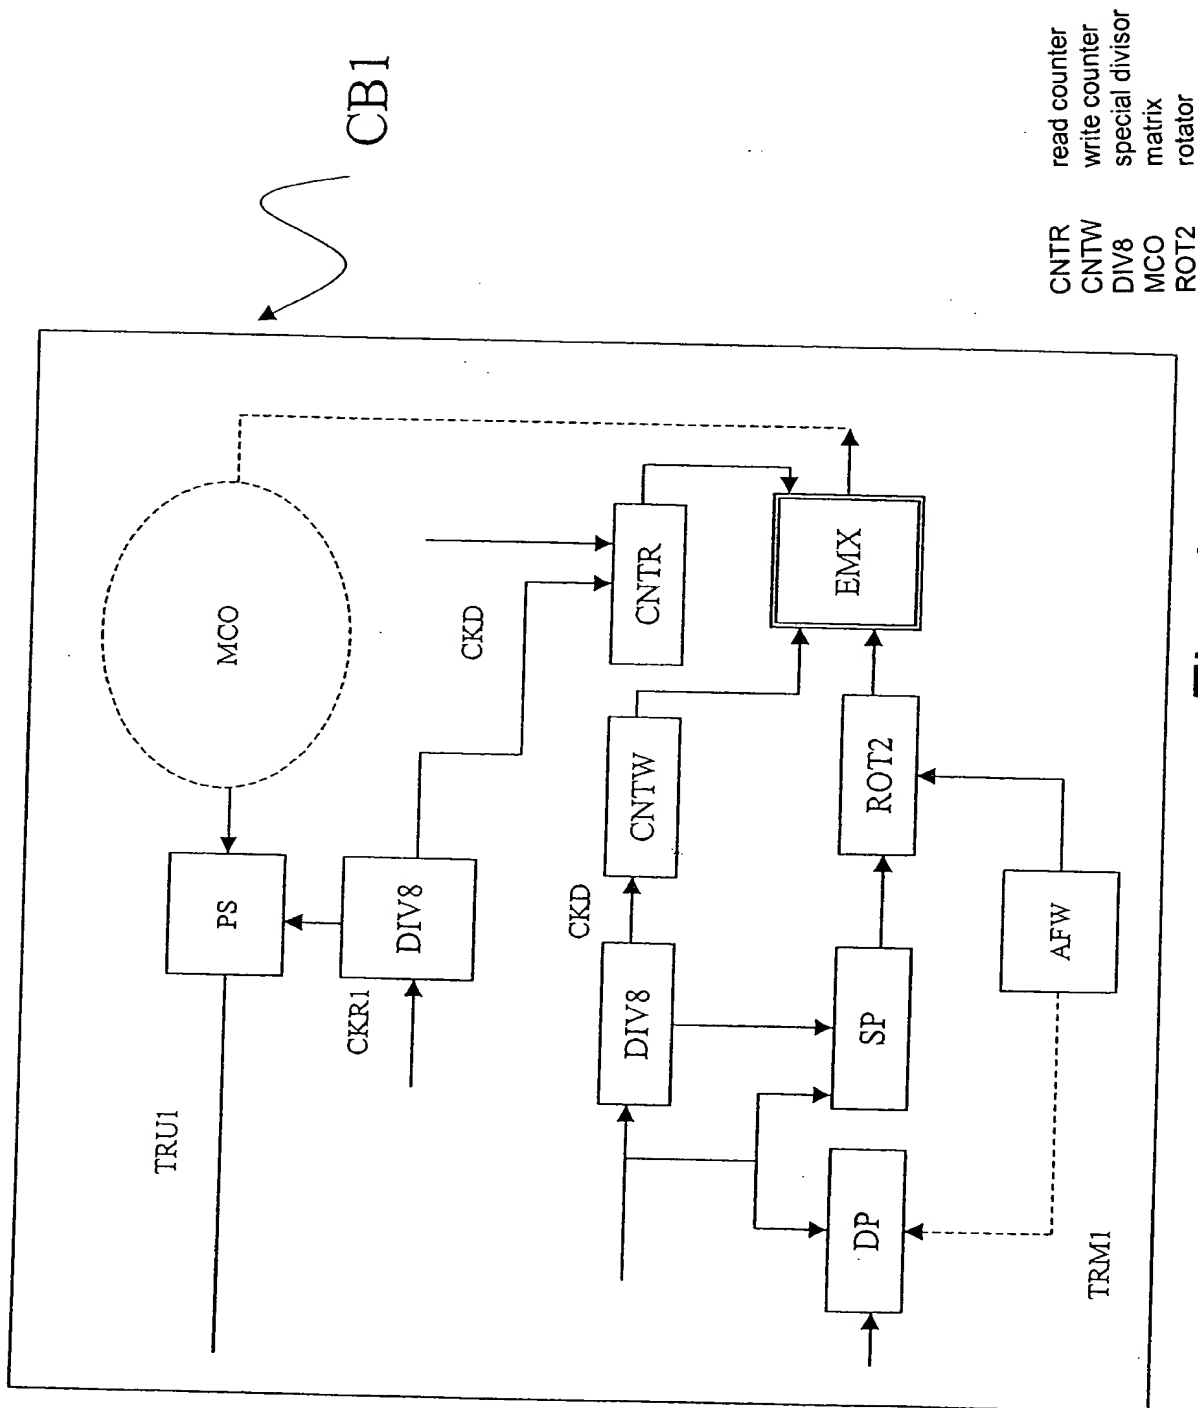 CB1
MCO
PS
TRU1
DIV8
CKR1
CKD
CNTR
CNTW
CKD
DIV8
EMX
ROT2
SP
DP
AFW
TRM1
CNTR read counter
CNTW write counter
DIV8 special divisor
MCO matrix
ROT2 rotator